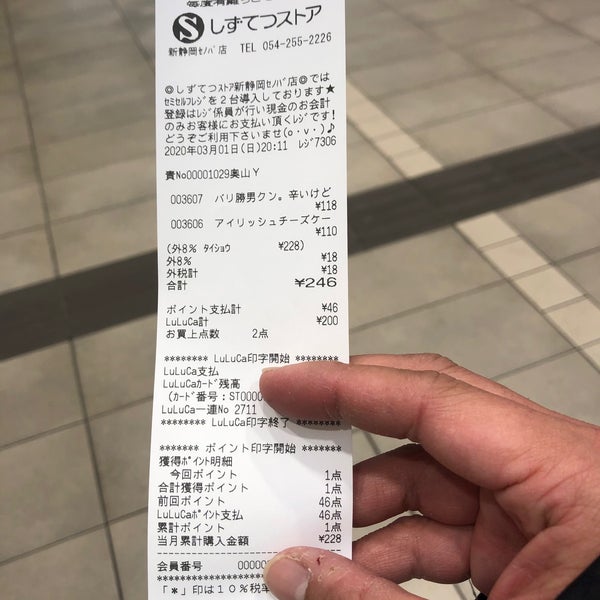 Sしずてつストア
新静岡セノバ店 TEL 054-255-2226
◎しずてつストア新静岡セノバ店◎では
セミセルフレジを2台導入しております★
登録はレジ係員が行い現金のお会計
のみお客様にお支払い頂くレジです!
どうぞご利用下さいませ(o・v・)♪
2020年03月01日(日)20:11 レジ7306
責No00001029奥山Y
003607 バリ勝男クン。辛いけど
¥118
003606 アイリッシュチーズケー
¥110
(外8% タイショウ ¥228)
外8% ¥18
外税計 ¥18
合計 ¥246
ポイント支払計 ¥46
LuLuCa計 ¥200
お買上点数 2点
******** LuLuCa印字開始 ********
LuLuCa支払
LuLuCaカード残高
(カード番号:ST0000
LuLuCa一連No 2711
******** LuLuCa印字終了 ********
******* ポイント印字開始 *******
獲得ポイント明細
今回ポイント 1点
合計獲得ポイント 1点
前回ポイント 46点
LuLuCaポイント支払 46点
累計ポイント 1点
当月累計購入金額 ¥228
会員番号 00000
「*」印は10%税率